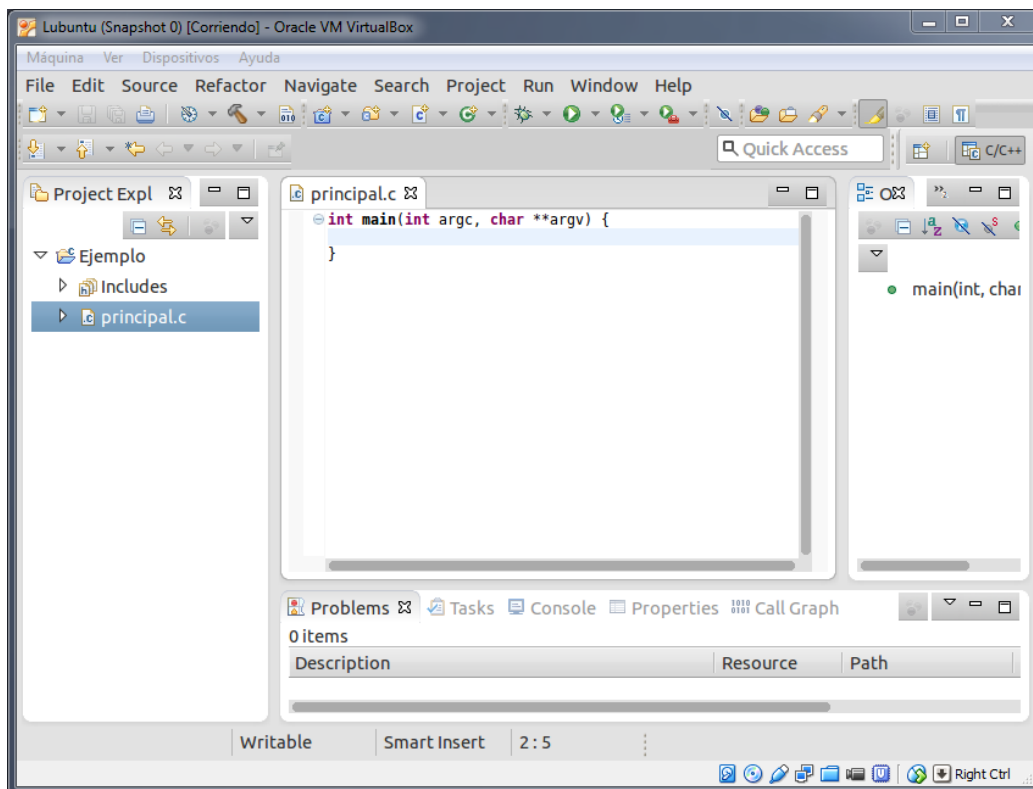 Lubuntu (Snapshot 0) [Corriendo] - Oracle VM VirtualBox
Máquina Ver Dispositivos Ayuda
File Edit Source Refactor Navigate Search Project Run Window Help
Quick Access
C/C++
Project Expl
principal.c
O
int main(int argc, char **argv) {
}
Ejemplo
Includes
principal.c
main(int, char
Problems Tasks Console Properties Call Graph
0 items
Description Resource Path
Writable Smart Insert 2 : 5
Right Ctrl